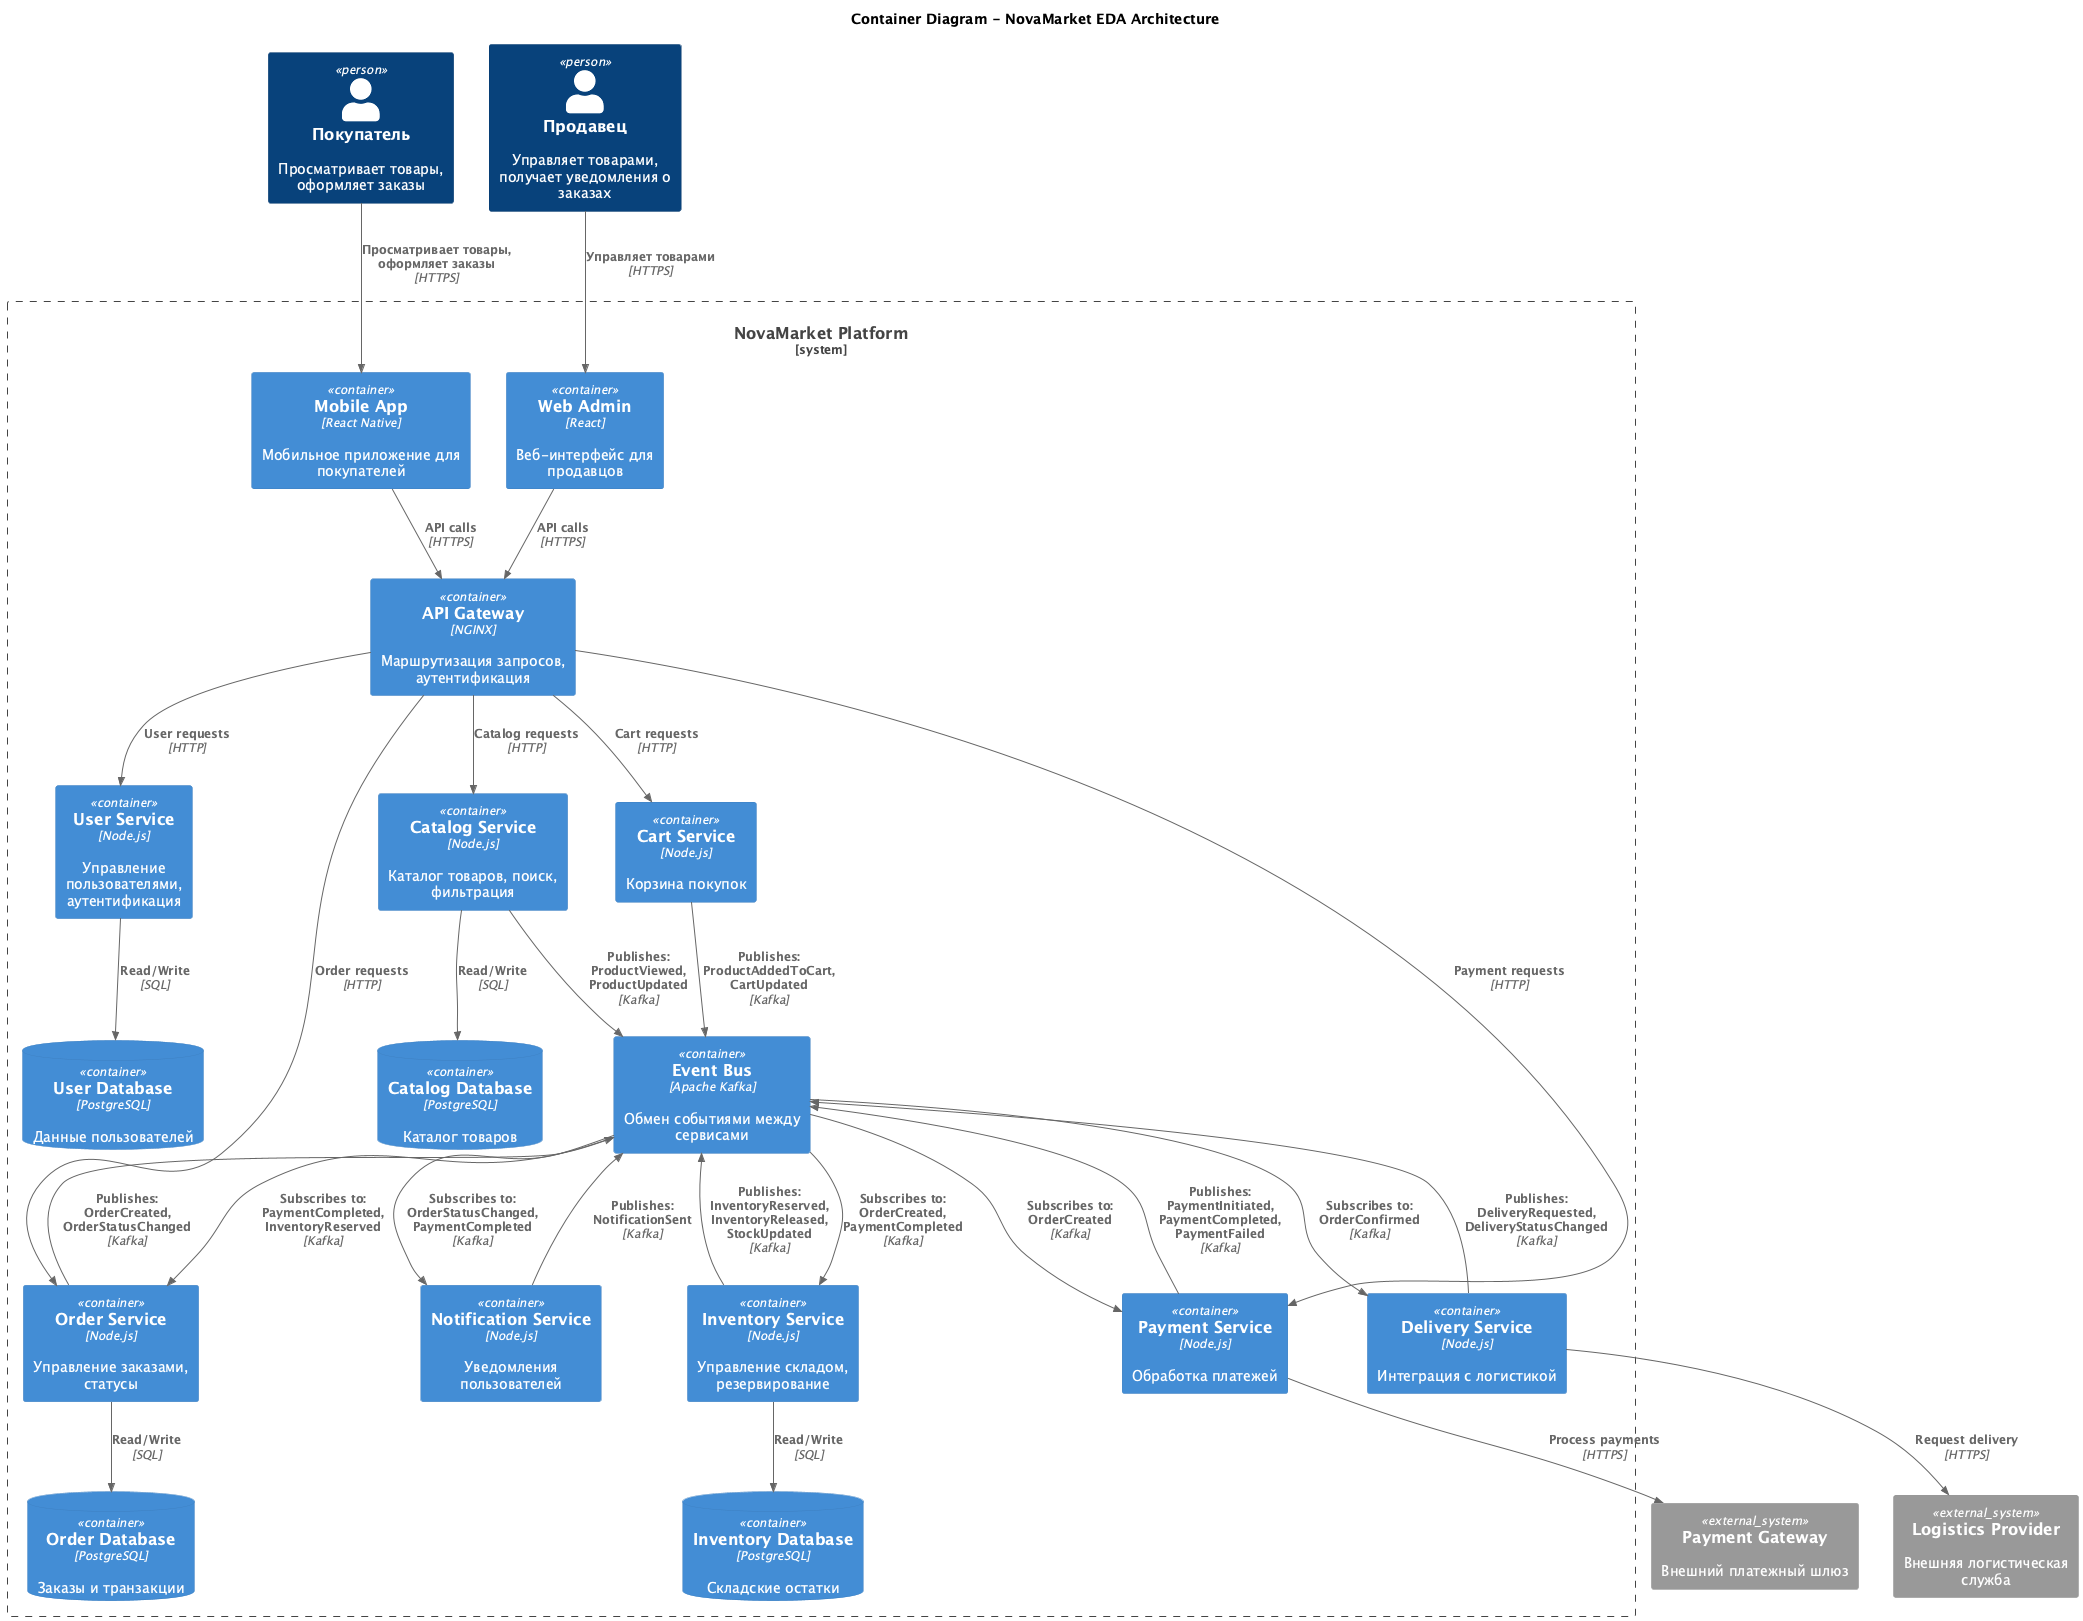 Container Diagram - NovaMarket EDA Architecture
«person»
Покупатель
Просматривает товары,
оформляет заказы
«person»
Продавец
Управляет товарами,
получает уведомления о
заказах
Просматривает товары,
оформляет заказы
[HTTPS]
Управляет товарами
[HTTPS]
NovaMarket Platform
[system]
«container»
Mobile App
[React Native]
Мобильное приложение для
покупателей
«container»
Web Admin
[React]
Веб-интерфейс для
продавцов
API calls
[HTTPS]
API calls
[HTTPS]
«container»
API Gateway
[NGINX]
Маршрутизация запросов,
аутентификация
User requests
[HTTP]
Catalog requests
[HTTP]
Cart requests
[HTTP]
«container»
User Service
[Node.js]
Управление
пользователями,
аутентификация
«container»
Catalog Service
[Node.js]
Каталог товаров, поиск,
фильтрация
«container»
Cart Service
[Node.js]
Корзина покупок
Read/Write
[SQL]
Order requests
[HTTP]
Read/Write
[SQL]
Publishes:
ProductViewed,
ProductUpdated
[Kafka]
Publishes:
ProductAddedToCart,
CartUpdated
[Kafka]
Payment requests
[HTTP]
«container»
User Database
[PostgreSQL]
Данные пользователей
«container»
Catalog Database
[PostgreSQL]
Каталог товаров
«container»
Event Bus
[Apache Kafka]
Обмен событиями между
сервисами
Publishes:
OrderCreated,
OrderStatusChanged
[Kafka]
Subscribes to:
PaymentCompleted,
InventoryReserved
[Kafka]
Subscribes to:
OrderStatusChanged,
PaymentCompleted
[Kafka]
Publishes:
NotificationSent
[Kafka]
Publishes:
InventoryReserved,
InventoryReleased,
StockUpdated
[Kafka]
Subscribes to:
OrderCreated,
PaymentCompleted
[Kafka]
Subscribes to:
OrderCreated
[Kafka]
Publishes:
PaymentInitiated,
PaymentCompleted,
PaymentFailed
[Kafka]
Subscribes to:
OrderConfirmed
[Kafka]
Publishes:
DeliveryRequested,
DeliveryStatusChanged
[Kafka]
«container»
Order Service
[Node.js]
Управление заказами,
статусы
«container»
Notification Service
[Node.js]
Уведомления
пользователей
«container»
Inventory Service
[Node.js]
Управление складом,
резервирование
«container»
Payment Service
[Node.js]
Обработка платежей
«container»
Delivery Service
[Node.js]
Интеграция с логистикой
Read/Write
[SQL]
Read/Write
[SQL]
Process payments
[HTTPS]
Request delivery
[HTTPS]
«container»
Order Database
[PostgreSQL]
Заказы и транзакции
«container»
Inventory Database
[PostgreSQL]
Складские остатки
«external_system»
Payment Gateway
Внешний платежный шлюз
«external_system»
Logistics Provider
Внешняя логистическая
служба